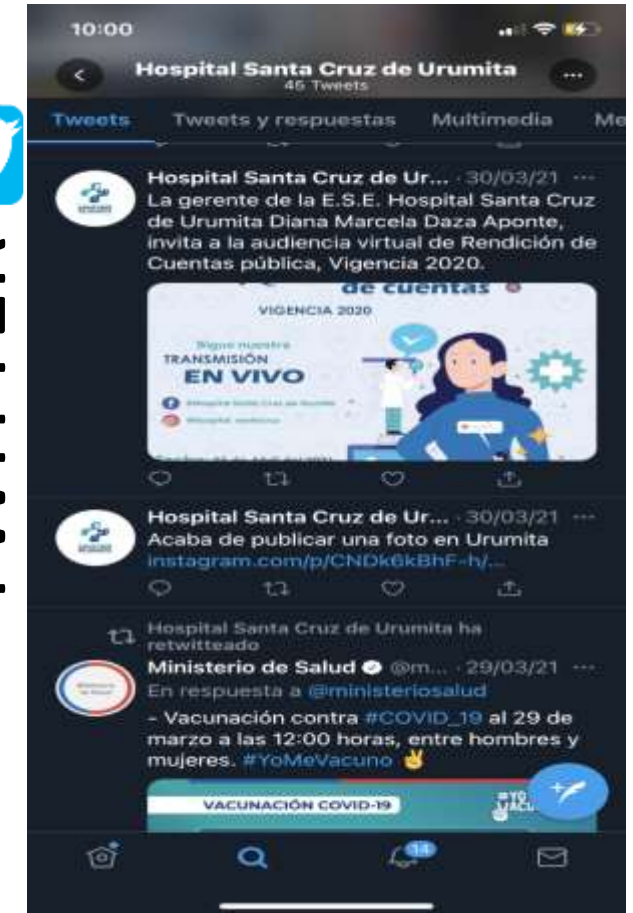 10:00
Hospital Santa Cruz de Urumita
45 Tweets
Tweets
Tweets y respuestas
Multimedia
Me
Hospital Santa Cruz de Ur... · 30/03/21
La gerente de la E.S.E. Hospital Santa Cruz
de Urumita Diana Marcela Daza Aponte,
invita a la audiencia virtual de Rendición de
Cuentas pública, Vigencia 2020.
de cuentas
VIGENCIA 2020
Sigue nuestra
TRANSMISIÓN
EN VIVO
Hospital Santa Cruz de Ur... · 30/03/21
Acaba de publicar una foto en Urumita
instagram.com/p/CNDk6kBhF-h/...
Hospital Santa Cruz de Urumita ha
retwitteado
Ministerio de Salud @m... · 29/03/21
En respuesta a @ministeriosalud
- Vacunación contra #COVID_19 al 29 de
marzo a las 12:00 horas, entre hombres y
mujeres. #YoMeVacuno ✌
VACUNACIÓN COVID-19
14